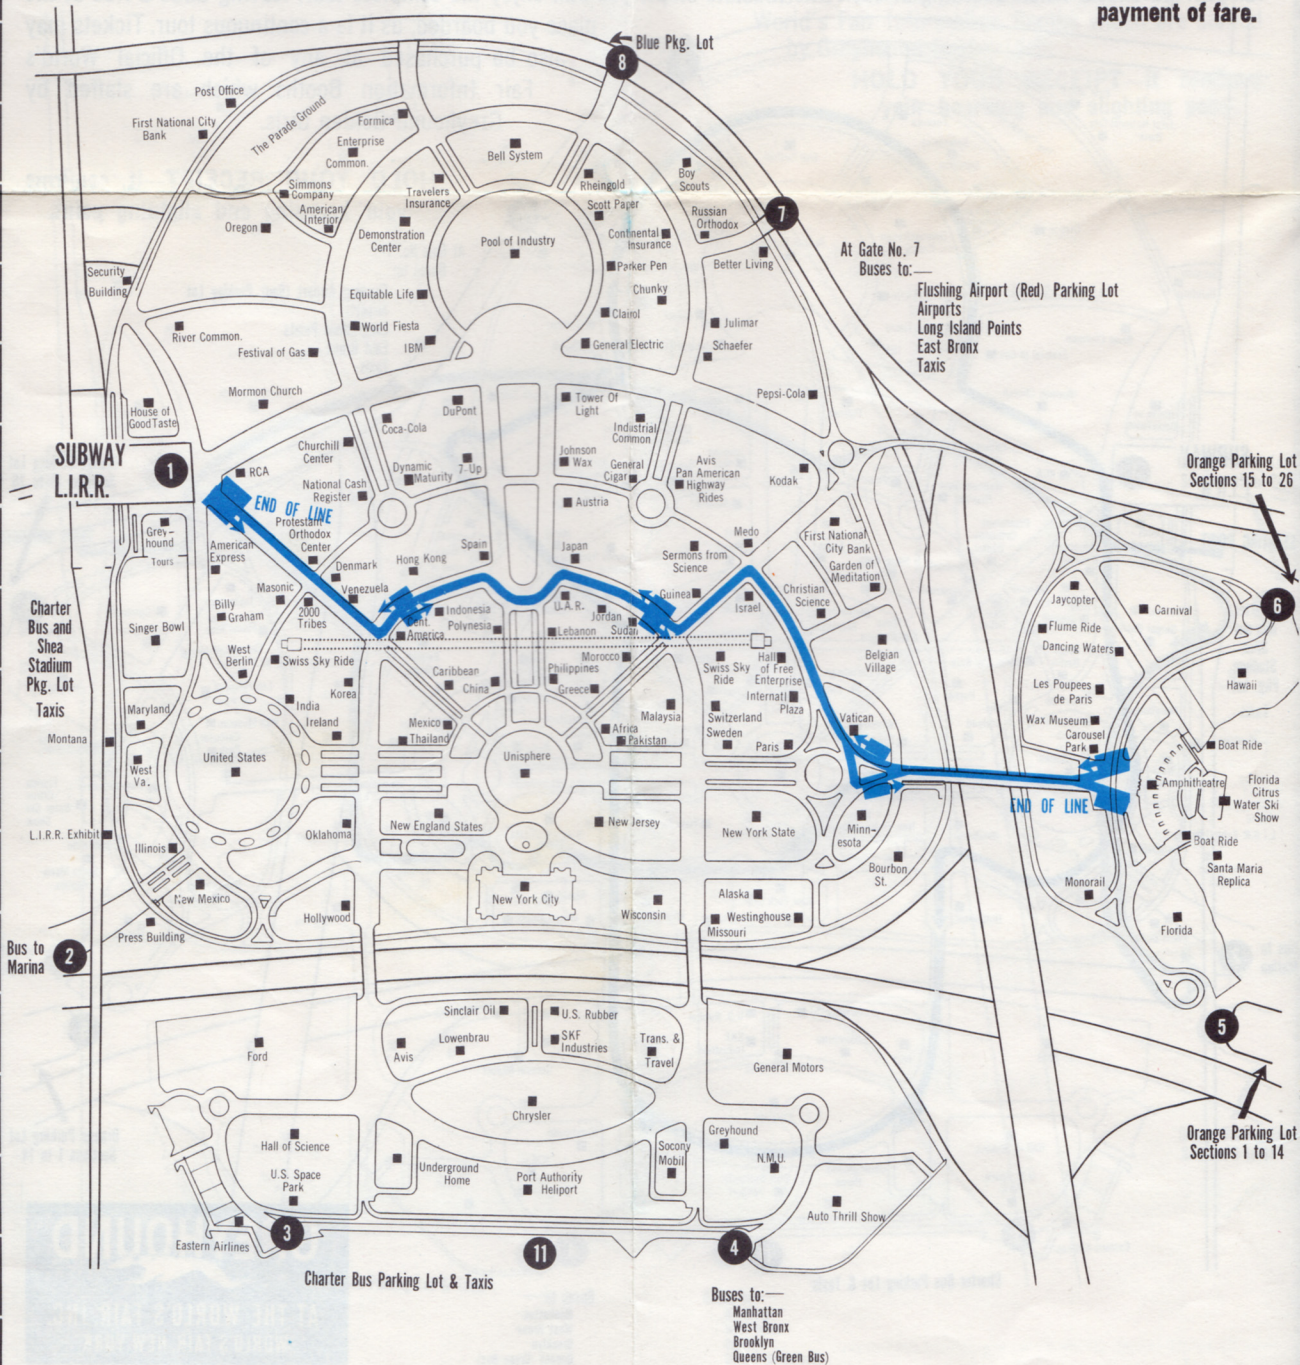 payment of fare.
Blue Pkg. Lot
8
Post Office
First National City
Bank
The Parade Ground
Formica
Enterprise
Common.
Bell System
Simmons
Company
American
Interior
Oregon
Travelers
Insurance
Demonstration
Center
Rheingold
Scott Paper
Boy
Scouts
Russian
Orthodox
7
Continental
Insurance
Pool of Industry
Parker Pen
Better Living
At Gate No. 7
Buses to:—
Flushing Airport (Red) Parking Lot
Airports
Long Island Points
East Bronx
Taxis
Security
Building
Equitable Life
Chunky
Clairol
World Fiesta
IBM
River Common.
Festival of Gas
General Electric
Julimar
Schaefer
Mormon Church
House of
Good Taste
DuPont
Coca-Cola
Tower Of
Light
Industrial
Common
Pepsi-Cola
SUBWAY
L.I.R.R.
1
RCA
Churchill
Center
National Cash
Register
Dynamic
Maturity
7-Up
Johnson
Wax
General
Cigar
Avis
Pan American
Highway
Rides
Kodak
Orange Parking Lot
Sections 15 to 26
END OF LINE
Austria
Grey-
hound
Tours
American
Express
Protestant
Orthodox
Center
Denmark
Hong Kong
Spain
Japan
Sermons from
Science
Medo
First National
City Bank
Garden of
Meditation
Masonic
Venezuela
Billy
Graham
2000
Tribes
Cent.
America
Indonesia
Polynesia
U.A.R.
Jordan
Lebanon
Sudan
Guinea
Israel
Christian
Science
Jaycopter
Carnival
6
Flume Ride
Dancing Waters
Charter
Bus and
Shea
Stadium
Pkg. Lot
Taxis
Singer Bowl
West
Berlin
Swiss Sky Ride
Korea
Caribbean
China
Morocco
Philippines
Greece
Swiss Sky
Ride
Hall
of Free
Enterprise
Belgian
Village
Internatl
Plaza
Hawaii
Les Poupees
de Paris
Wax Museum
Carousel
Park
Maryland
Montana
India
Ireland
Mexico
Thailand
Malaysia
Africa
Pakistan
Switzerland
Sweden
Paris
Vatican
Boat Ride
United States
Unisphere
West
Va.
Amphitheatre
Florida
Citrus
Water Ski
Show
END OF LINE
L.I.R.R. Exhibit
Oklahoma
New England States
New Jersey
New York State
Minn-
esota
Boat Ride
Illinois
Bourbon
St.
Santa Maria
Replica
New Mexico
Hollywood
New York City
Wisconsin
Alaska
Westinghouse
Missouri
Monorail
Florida
Press Building
Bus to
Marina
2
Sinclair Oil
U.S. Rubber
5
Ford
Avis
Lowenbrau
SKF
Industries
Trans. &
Travel
General Motors
Chrysler
Orange Parking Lot
Sections 1 to 14
Hall of Science
U.S. Space
Park
Underground
Home
Port Authority
Heliport
Socony
Mobil
Greyhound
N.M.U.
Auto Thrill Show
Eastern Airlines
3
11
4
Charter Bus Parking Lot & Taxis
Buses to:—
Manhattan
West Bronx
Brooklyn
Queens (Green Bus)